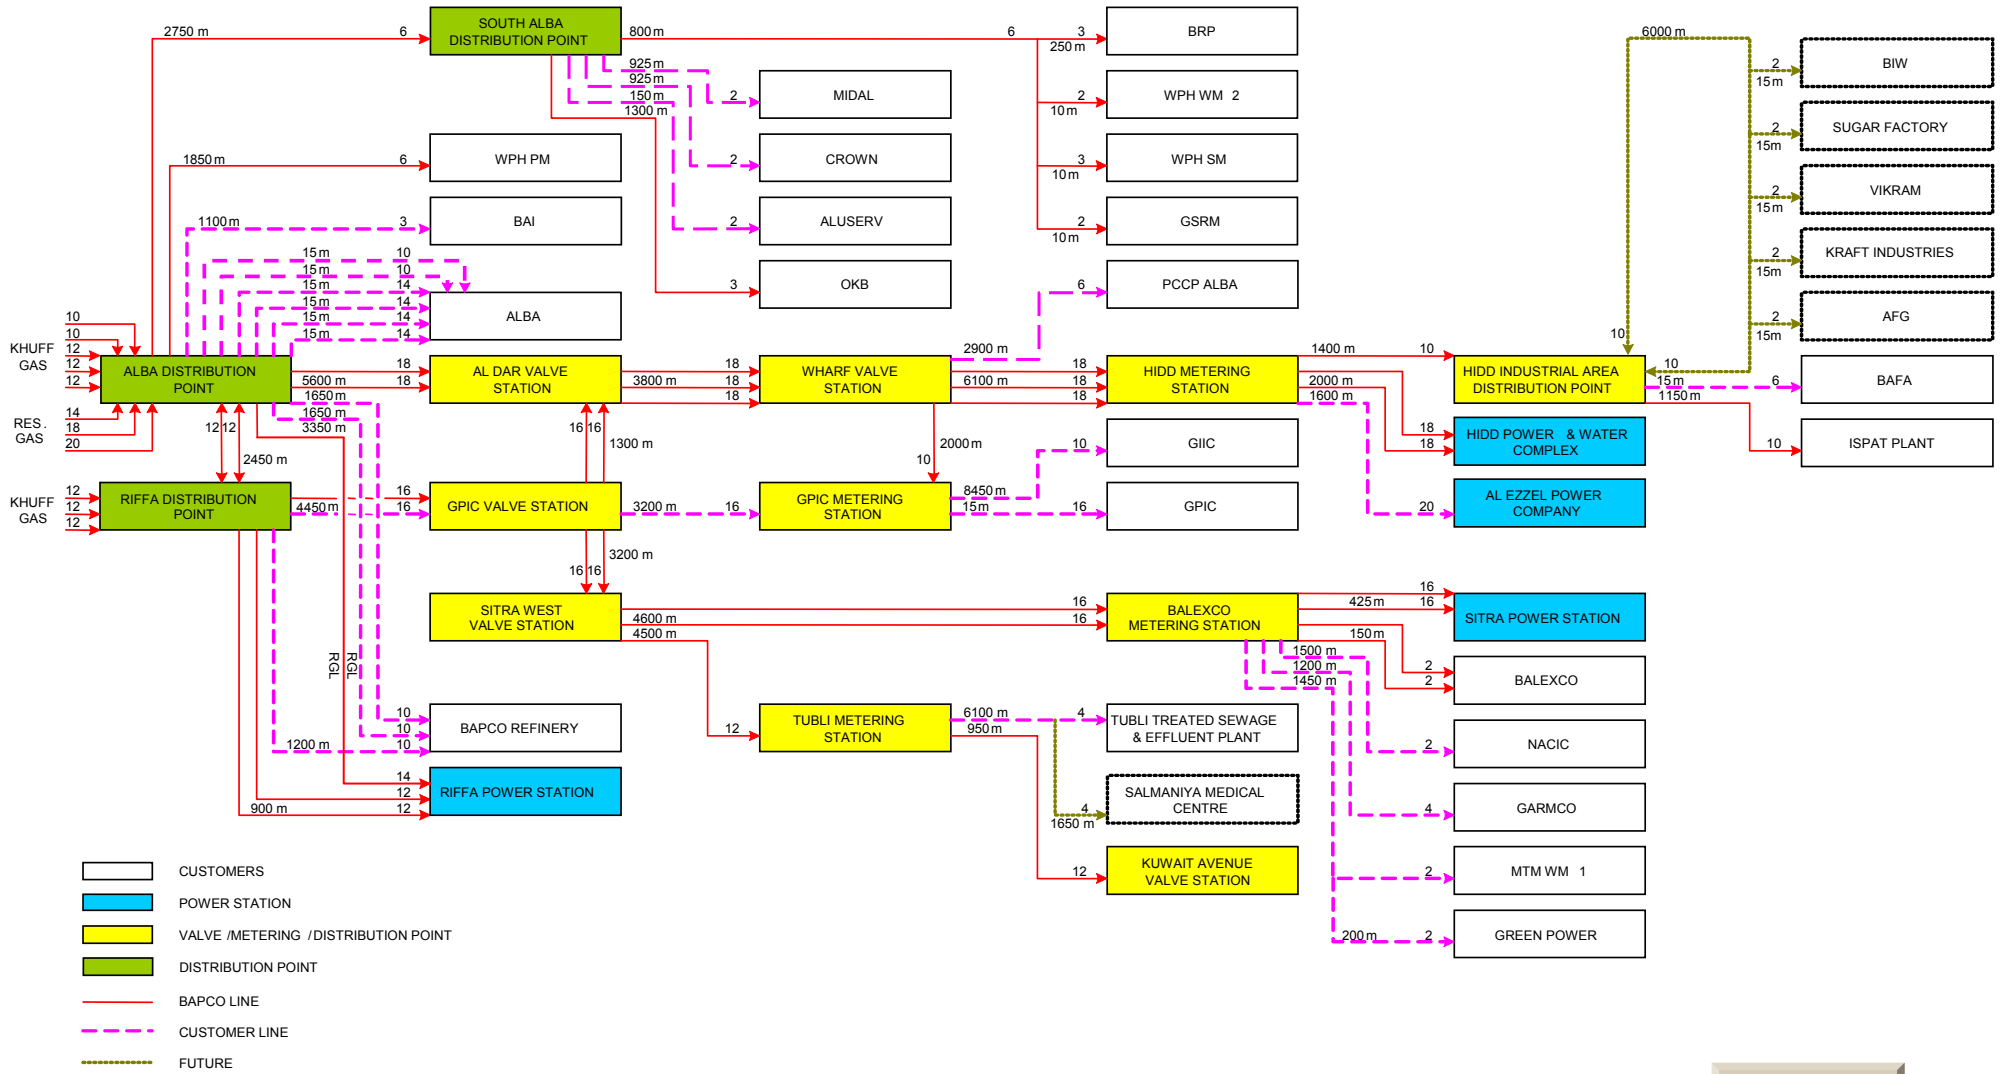 2750 m
6
SOUTH ALBA
DISTRIBUTION POINT
800 m
6
3
250 m
BRP
6000 m
925 m
925 m
150 m
1300 m
2
MIDAL
2
10 m
WPH WM 2
2
15 m
BIW
1850 m
6
WPH PM
2
CROWN
3
10 m
WPH SM
2
15 m
SUGAR FACTORY
1100 m
3
BAI
2
ALUSERV
2
10 m
GSRM
2
15 m
VIKRAM
15 m
10
15 m
10
15 m
14
15 m
14
15 m
14
15 m
14
ALBA
3
OKB
6
PCCP ALBA
2
15 m
KRAFT INDUSTRIES
2
15 m
AFG
10
10
KHUFF
GAS
12
12
12
ALBA DISTRIBUTION
POINT
RES .
GAS
14
18
20
18
5600 m
18
1650 m
1650 m
3350 m
AL DAR VALVE
STATION
18
3800 m
18
18
WHARF VALVE
STATION
2900 m
18
6100 m
18
18
HIDD METERING
STATION
1400 m
10
2000 m
1600 m
10
10
HIDD INDUSTRIAL AREA
DISTRIBUTION POINT
15 m
6
1150 m
BAFA
12
12
2450 m
16
16
1300 m
2000 m
10
10
GIIC
18
18
HIDD POWER & WATER
COMPLEX
10
ISPAT PLANT
KHUFF
GAS
12
12
12
RIFFA DISTRIBUTION
POINT
16
4450 m
16
GPIC VALVE STATION
3200 m
16
GPIC METERING
STATION
8450 m
15 m
16
GPIC
20
AL EZZEL POWER
COMPANY
16
16
3200 m
SITRA WEST
VALVE STATION
16
4600 m
16
4500 m
BALEXCO
METERING STATION
16
425 m
16
150 m
SITRA POWER STATION
RGL
RGL
1500 m
1200 m
1450 m
2
2
BALEXCO
10
10
1200 m
10
BAPCO REFINERY
12
TUBLI METERING
STATION
6100 m
4
950 m
TUBLI TREATED SEWAGE
& EFFLUENT PLANT
2
NACIC
14
12
900 m
12
RIFFA POWER STATION
4
1650 m
SALMANIYA MEDICAL
CENTRE
4
GARMCO
12
KUWAIT AVENUE
VALVE STATION
2
MTM WM 1
200 m
2
GREEN POWER
CUSTOMERS
POWER STATION
VALVE /METERING /DISTRIBUTION POINT
DISTRIBUTION POINT
BAPCO LINE
CUSTOMER LINE
FUTURE